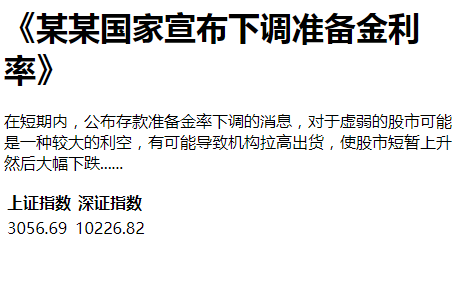 《某某国家宣布下调准备金利
率》
在短期内，公布存款准备金率下调的消息，对于虚弱的股市可能
是一种较大的利空，有可能导致机构拉高出货，使股市短暂上升
然后大幅下跌......
上证指数 深证指数
3056.69 10226.82